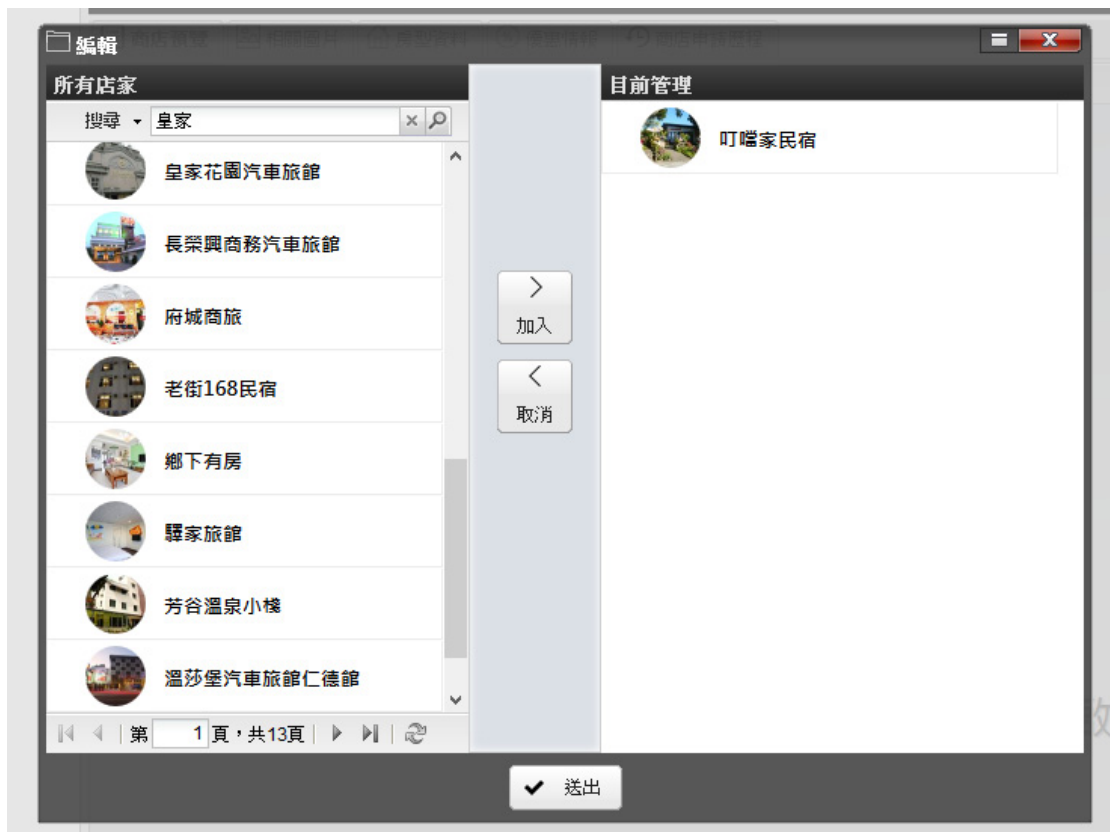 編輯
X
所有店家
目前管理
搜尋
皇家
皇家花園汽車旅館
長榮興商務汽車旅館
府城商旅
老街168民宿
鄉下有房
驛家旅館
芳谷溫泉小棧
溫莎堡汽車旅館仁德館
第 1 頁，共13頁
加入
取消
叮噹家民宿
送出